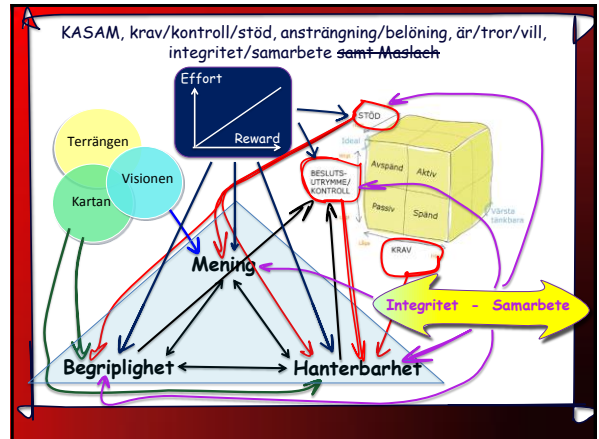 KASAM, krav/kontroll/stöd, ansträngning/belöning, är/tror/vill,
integritet/samarbete samt Maslach
Effort
Reward
Terrängen
Visionen
Kartan
STÖD
Ideal
BESLUTS-
UTRYMME/
KONTROLL
Avspänd
Aktiv
Passiv
Spänd
Värsta
tänkbara
KRAV
Mening
Integritet - Samarbete
Begriplighet
Hanterbarhet